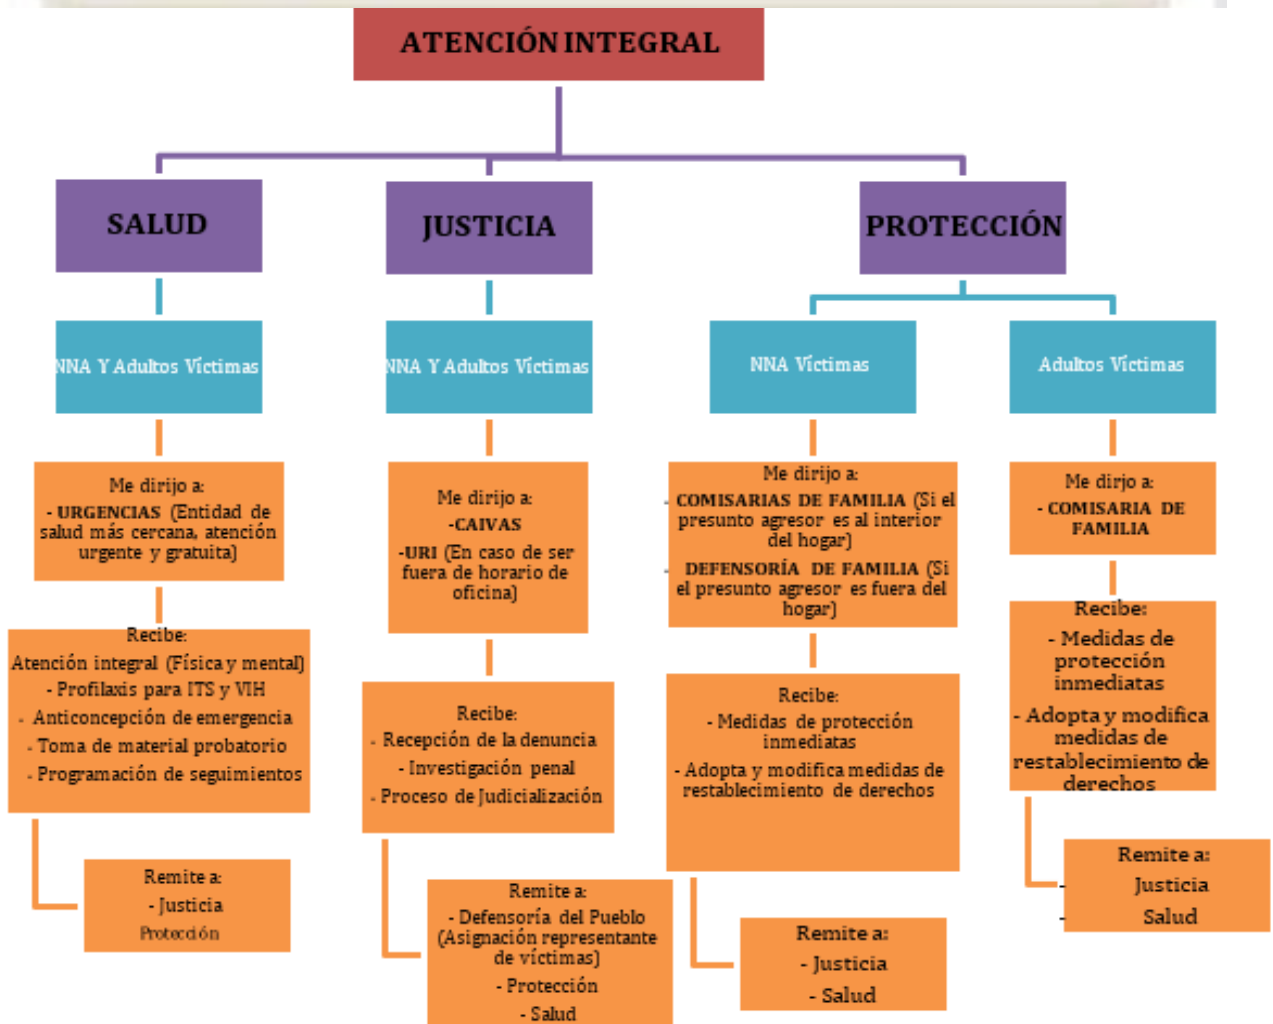 ATENCIÓN INTEGRAL
SALUD
JUSTICIA
PROTECCIÓN
NNA Y Adultos Víctimas
NNA Y Adultos Víctimas
NNA Víctimas
Adultos Víctimas
Me dirijo a:
- URGENCIAS (Entidad de
salud más cercana, atención
urgente y gratuita)
Me dirijo a:
-CAIVAS
-URI (En caso de ser
fuera de horario de
oficina)
Me dirijo a:
- COMISARIAS DE FAMILIA (Si el
presunto agresor es al interior
del hogar)
- DEFENSORÍA DE FAMILIA (Si
el presunto agresor es fuera del
hogar)
Me dirjo a:
- COMISARIA DE
FAMILIA
Recibe:
Atención integral (Física y mental)
- Profilaxis para ITS y VIH
- Anticoncepción de emergencia
- Toma de material probatorio
- Programación de seguimientos
Recibe:
- Recepción de la denuncia
- Investigación penal
- Proceso de Judicialización
Recibe:
- Medidas de protección
inmediatas
- Adopta y modifica medidas de
restablecimiento de derechos
Recibe:
- Medidas de
protección
inmediatas
- Adopta y modifica
medidas de
restablecimiento de
derechos
Remite a:
- Justicia
Protección
Remite a:
- Defensoría del Pueblo
(Asignación representante
de víctimas)
- Protección
- Salud
Remite a:
- Justicia
- Salud
Remite a:
- Justicia
- Salud